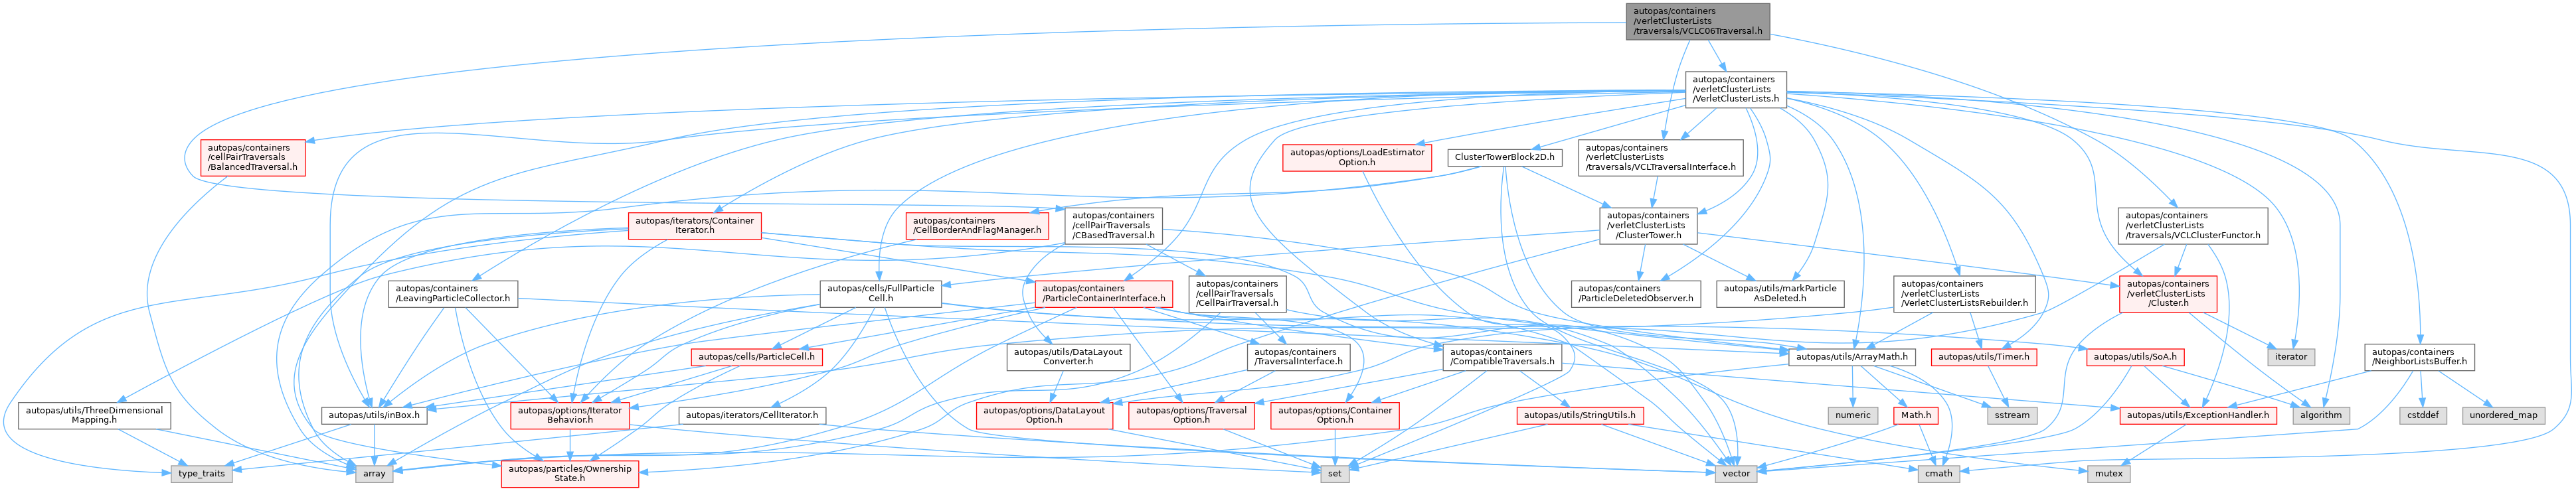 autopas/containers
/verletClusterLists
/traversals/VCLC06Traversal.h
autopas/containers
/verletClusterLists
/VerletClusterLists.h
autopas/containers
/cellPairTraversals
/BalancedTraversal.h
autopas/options/LoadEstimator
Option.h
ClusterTowerBlock2D.h
autopas/containers
/verletClusterLists
/traversals/VCLTraversalInterface.h
autopas/iterators/Container
Iterator.h
autopas/containers
/CellBorderAndFlagManager.h
autopas/containers
/cellPairTraversals
/CBasedTraversal.h
autopas/containers
/verletClusterLists
/ClusterTower.h
autopas/containers
/verletClusterLists
/traversals/VCLClusterFunctor.h
autopas/containers
/LeavingParticleCollector.h
autopas/cells/FullParticle
Cell.h
autopas/containers
/ParticleContainerInterface.h
autopas/containers
/cellPairTraversals
/CellPairTraversal.h
autopas/containers
/ParticleDeletedObserver.h
autopas/utils/markParticle
AsDeleted.h
autopas/containers
/verletClusterLists
/VerletClusterListsRebuilder.h
autopas/containers
/verletClusterLists
/Cluster.h
autopas/cells/ParticleCell.h
autopas/utils/DataLayout
Converter.h
autopas/containers
/TraversalInterface.h
autopas/containers
/CompatibleTraversals.h
autopas/utils/ArrayMath.h
autopas/utils/Timer.h
autopas/utils/SoA.h
iterator
autopas/containers
/NeighborListsBuffer.h
autopas/utils/ThreeDimensional
Mapping.h
autopas/utils/inBox.h
autopas/options/Iterator
Behavior.h
autopas/iterators/CellIterator.h
autopas/options/DataLayout
Option.h
autopas/options/Traversal
Option.h
autopas/options/Container
Option.h
autopas/utils/StringUtils.h
numeric
Math.h
sstream
autopas/utils/ExceptionHandler.h
algorithm
cstddef
unordered_map
type_traits
array
autopas/particles/Ownership
State.h
set
vector
cmath
mutex